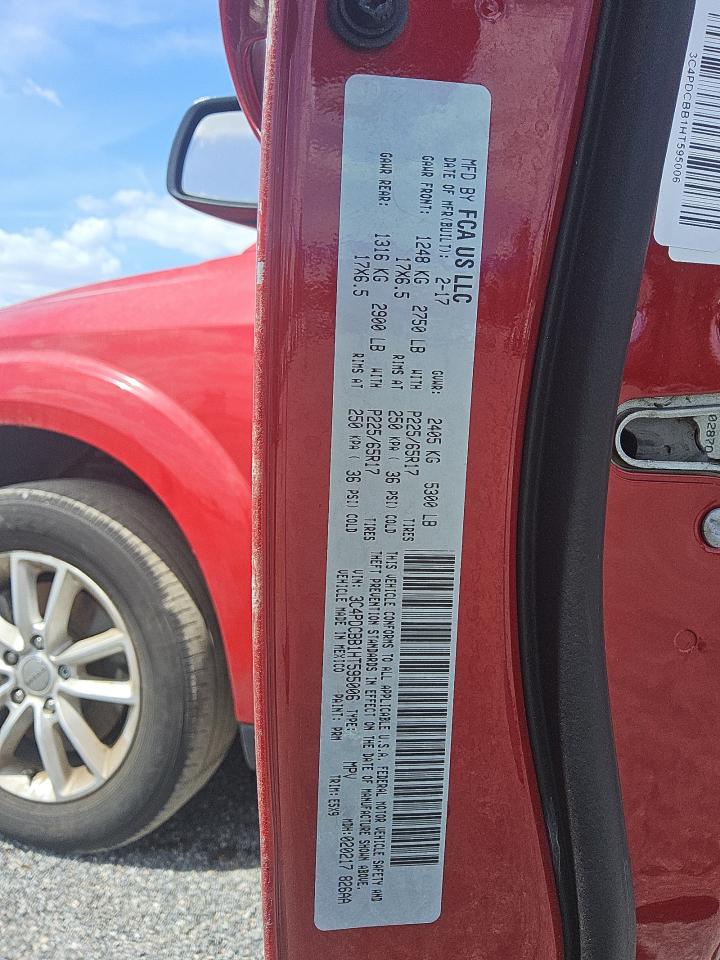 MFD BY FCA US LLC
DATE OF MFR(BUILT): 2-17 GVWR: 2405 KG 5300 LB
GAWR FRONT: 1248 KG 2750 LB WITH P225/65R17 TIRES
17X6.5 RIMS AT 250 KPA( 36 PSI) COLD
GAWR REAR: 1316 KG 2900 LB WITH P225/65R17 TIRES
17X6.5 RIMS AT 250 KPA( 36 PSI) COLD
THIS VEHICLE CONFORMS TO ALL APPLICABLE U.S.A. FEDERAL MOTOR VEHICLE SAFETY AND
THEFT PREVENTION STANDARDS IN EFFECT ON THE DATE OF MANUFACTURE SHOWN ABOVE.
VIN: 3C4PDCBB1HT595006 TYPE: MPV MDH:020217 826AA
VEHICLE MADE IN MEXICO PAINT: PRM TRIM: E5X9
3C4PDCBB1HT595006